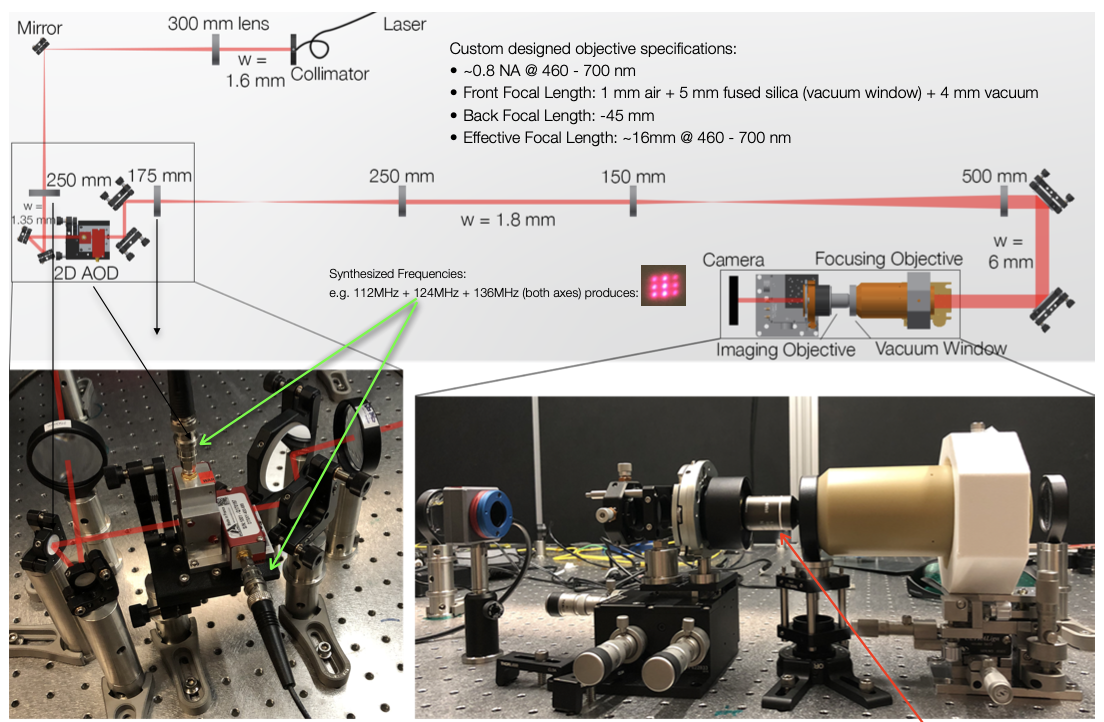 Mirror
300 mm lens
Laser
w =
1.6 mm
Collimator
Custom designed objective specifications:
• ~0.8 NA @ 460 - 700 nm
• Front Focal Length: 1 mm air + 5 mm fused silica (vacuum window) + 4 mm vacuum
• Back Focal Length: -45 mm
• Effective Focal Length: ~16mm @ 460 - 700 nm
250 mm
175 mm
250 mm
150 mm
500 mm
w =
1.35 mm
w = 1.8 mm
w =
6 mm
2D AOD
Synthesized Frequencies:
e.g. 112MHz + 124MHz + 136MHz (both axes) produces:
Camera
Focusing Objective
Imaging Objective
Vacuum Window